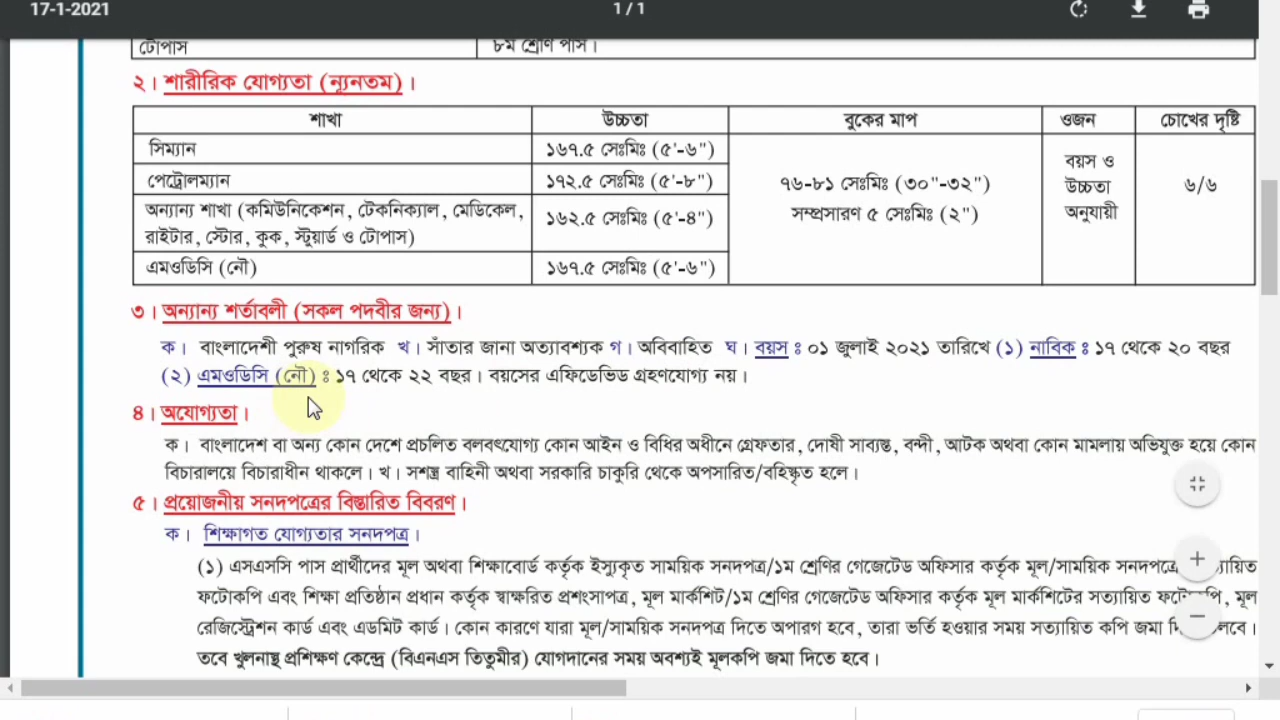 17-1-2021
1 / 1
টোপাস ৮ম শ্রেণি পাস।
২। শারীরিক যোগ্যতা (ন্যূনতম)।
শাখা উচ্চতা বুকের মাপ ওজন চোখের দৃষ্টি
সিম্যান ১৬৭.৫ সেঃমিঃ (৫'-৬")
পেট্রোলম্যান ১৭২.৫ সেঃমিঃ (৫'-৮")
অন্যান্য শাখা (কমিউনিকেশন, টেকনিক্যাল, মেডিকেল,
রাইটার, স্টোর, কুক, স্টুয়ার্ড ও টোপাস) ১৬২.৫ সেঃমিঃ (৫'-৪")
এমওডিসি (নৌ) ১৬৭.৫ সেঃমিঃ (৫'-৬")
৭৬-৮১ সেঃমিঃ (৩০"-৩২")
সম্প্রসারণ ৫ সেঃমিঃ (২")
বয়স ও
উচ্চতা
অনুযায়ী
৬/৬
৩। অন্যান্য শর্তাবলী (সকল পদবীর জন্য)।
ক। বাংলাদেশী পুরুষ নাগরিক খ। সাঁতার জানা অত্যাবশ্যক গ। অবিবাহিত ঘ। বয়স ঃ ০১ জুলাই ২০২১ তারিখে (১) নাবিক ঃ ১৭ থেকে ২০ বছর
(২) এমওডিসি (নৌ) ঃ ১৭ থেকে ২২ বছর। বয়সের এফিডেভিড গ্রহণযোগ্য নয়।
৪। অযোগ্যতা।
ক। বাংলাদেশ বা অন্য কোন দেশে প্রচলিত বলবৎযোগ্য কোন আইন ও বিধির অধীনে গ্রেফতার, দোষী সাব্যস্ত, বন্দী, আটক অথবা কোন মামলায় অভিযুক্ত হয়ে কোন
বিচারালয়ে বিচারাধীন থাকলে। খ। সশস্ত্র বাহিনী অথবা সরকারি চাকুরি থেকে অপসারিত/বহিস্কৃত হলে।
৫। প্রয়োজনীয় সনদপত্রের বিস্তারিত বিবরণ।
ক। শিক্ষাগত যোগ্যতার সনদপত্র।
(১) এসএসসি পাস প্রার্থীদের মূল অথবা শিক্ষাবোর্ড কর্তৃক ইস্যুকৃত সাময়িক সনদপত্র/১ম শ্রেণির গেজেটেড অফিসার কর্তৃক মূল/সাময়িক
ফটোকপি এবং শিক্ষা প্রতিষ্ঠান প্রধান কর্তৃক স্বাক্ষরিত প্রশংসাপত্র, মূল মার্কশিট/১ম শ্রেণির গেজেটেড অফিসার কর্তৃক মূল মার্কশিটের সত্যায়িত মূল
রেজিস্ট্রেশন কার্ড এবং এডমিট কার্ড। কোন কারণে যারা মূল/সাময়িক সনদপত্র দিতে অপারগ হবে, তারা ভর্তি হওয়ার সময় সত্যায়িত কপি জমা
তবে খুলনাস্থ প্রশিক্ষণ কেন্দ্রে (বিএনএস তিতুমীর) যোগদানের সময় অবশ্যই মূলকপি জমা দিতে হবে।